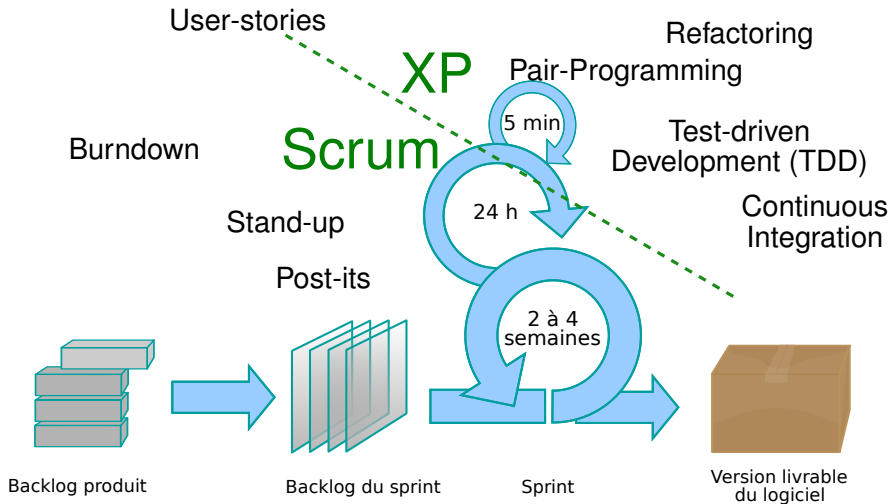 User-stories
Refactoring
XP
Pair-Programming
5 min
Burndown
Scrum
Test-driven
Development (TDD)
24 h
Stand-up
Continuous
Integration
Post-its
2 à 4
semaines
Backlog produit
Backlog du sprint
Sprint
Version livrable
du logiciel